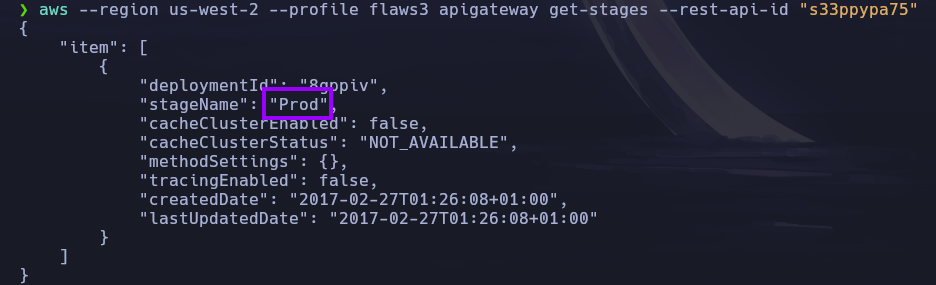 ❯ aws --region us-west-2 --profile flaws3 apigateway get-stages --rest-api-id "s33ppypa75"
{
    "item": [
        {
            "deploymentId": "8gppiv",
            "stageName": "Prod",
            "cacheClusterEnabled": false,
            "cacheClusterStatus": "NOT_AVAILABLE",
            "methodSettings": {},
            "tracingEnabled": false,
            "createdDate": "2017-02-27T01:26:08+01:00",
            "lastUpdatedDate": "2017-02-27T01:26:08+01:00"
        }
    ]
}